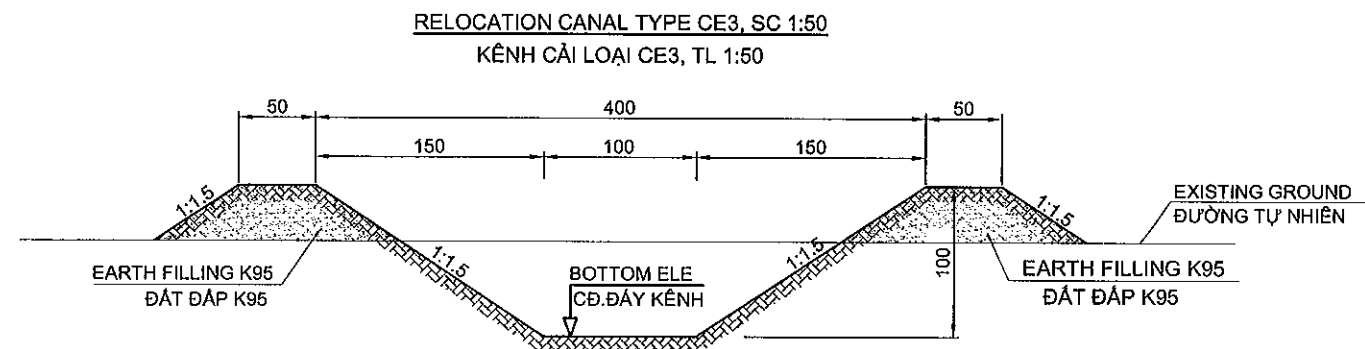 RELOCATION CANAL TYPE CE3, SC 1:50
KÊNH CẢI LOẠI CE3, TL 1:50
50
400
50
150
100
150
1:1.5
1:1.5
1:1.5
1:1.5
EXISTING GROUND
ĐƯỜNG TỰ NHIÊN
100
EARTH FILLING K95
ĐẤT ĐẮP K95
BOTTOM ELE
CĐ.ĐÁY KÊNH
EARTH FILLING K95
ĐẤT ĐẮP K95